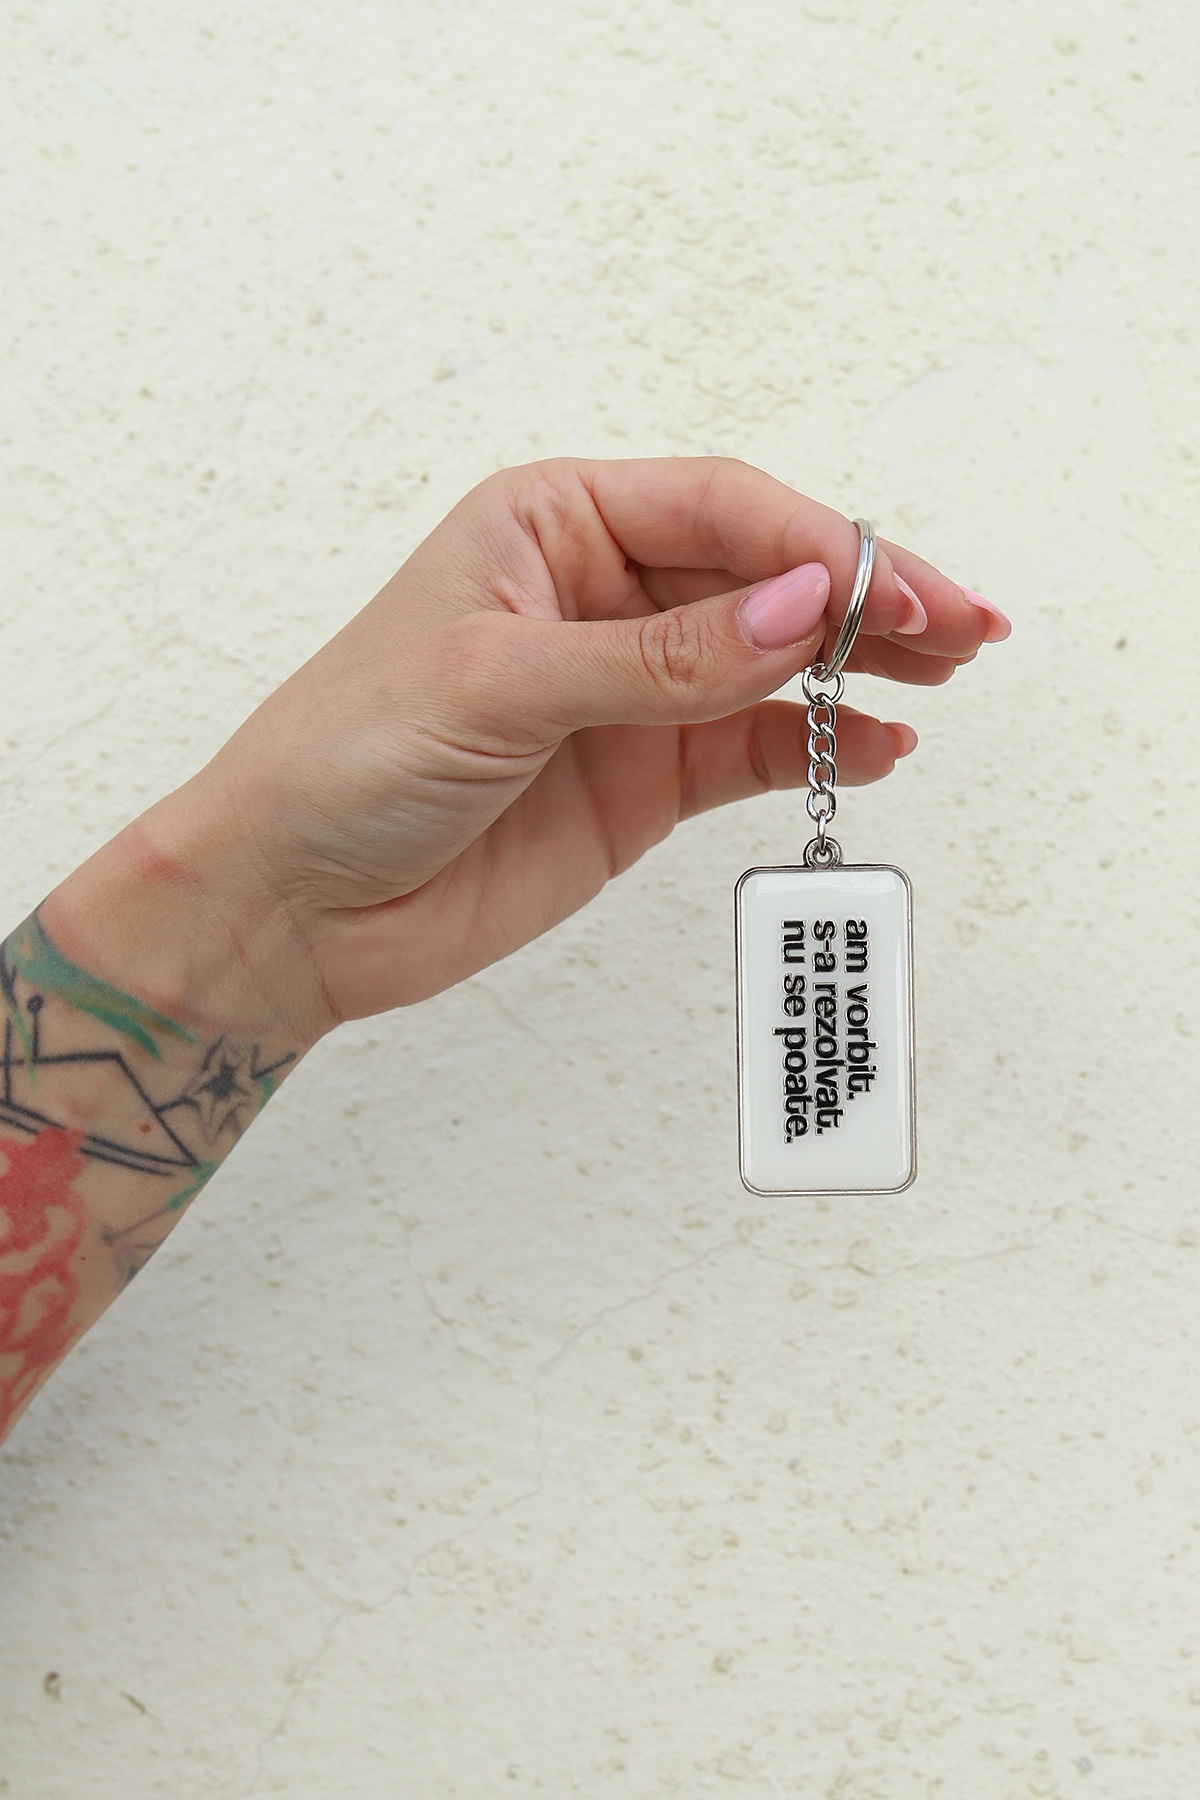 am vorbit.
s-a rezolvat.
nu se poate.